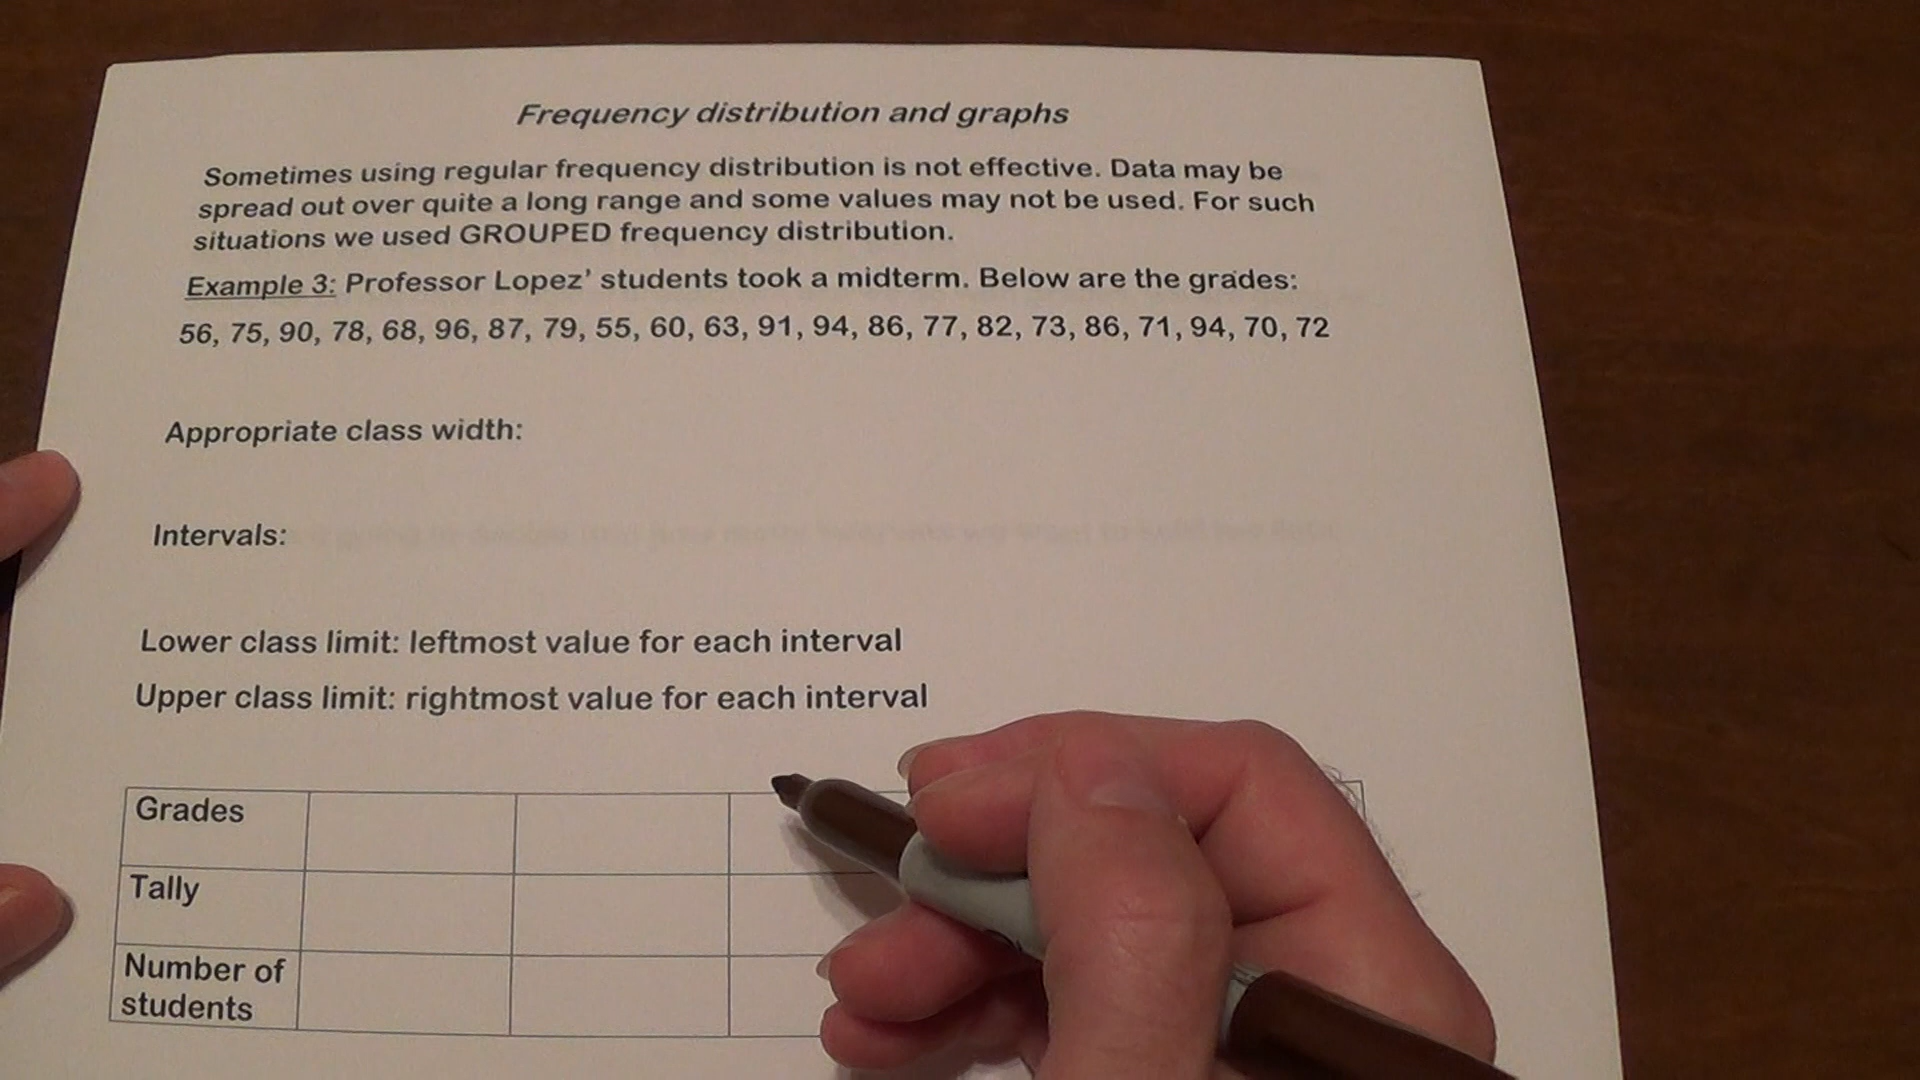 Frequency distribution and graphs
Sometimes using regular frequency distribution is not effective. Data may be
spread out over quite a long range and some values may not be used. For such
situations we used GROUPED frequency distribution.
Example 3: Professor Lopez' students took a midterm. Below are the grades:
56, 75, 90, 78, 68, 96, 87, 79, 55, 60, 63, 91, 94, 86, 77, 82, 73, 86, 71, 94, 70, 72
Appropriate class width:
Intervals:
Lower class limit: leftmost value for each interval
Upper class limit: rightmost value for each interval
Grades
Tally
Number of
students